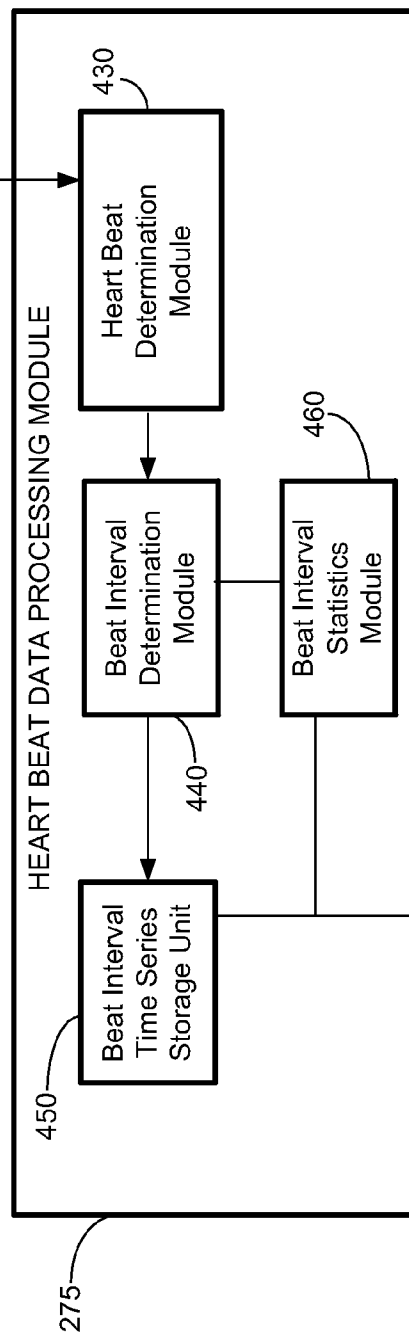 HEART BEAT DATA PROCESSING MODULE
275
450
Beat Interval
Time Series
Storage Unit
440
Beat Interval
Determination
Module
430
Heart Beat
Determination
Module
460
Beat Interval
Statistics
Module